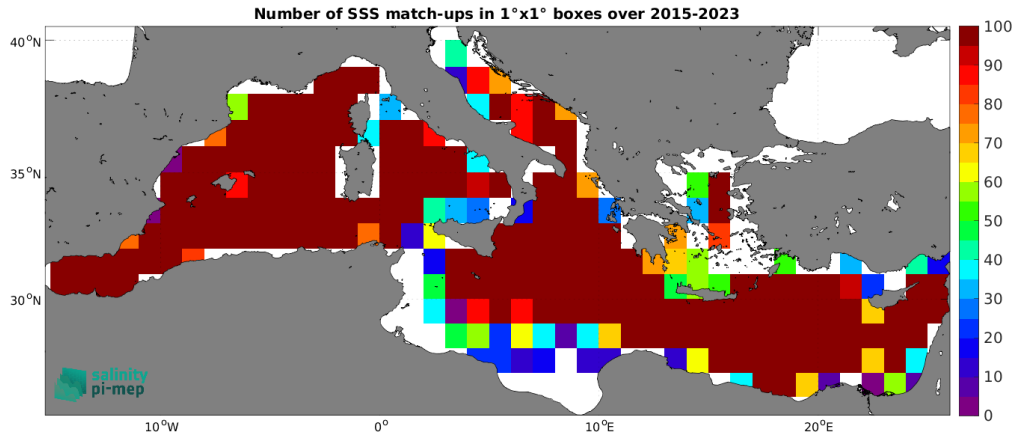 Number of SSS match-ups in 1°x1° boxes over 2015-2023
40°N
35°N
30°N
10°W
0°
10°E
20°E
100
90
80
70
60
50
40
30
20
10
0
salinity
pi-mep